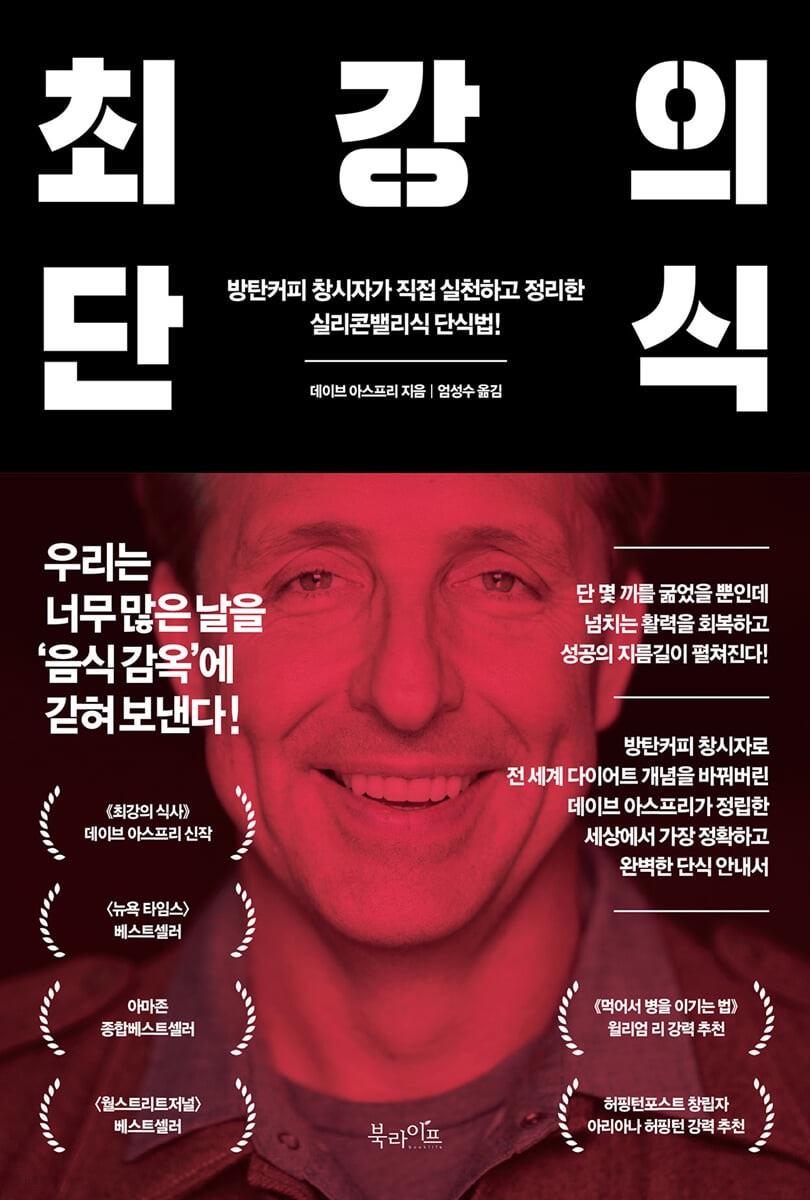 최강의
단식
방탄커피 창시자가 직접 실천하고 정리한
실리콘밸리식 단식법!
데이브 아스프리 지음 | 엄성수 옮김
우리는
너무 많은 날을
‘음식 감옥’에
갇혀 보낸다!
단 몇 끼를 굶었을 뿐인데
넘치는 활력을 회복하고
성공의 지름길이 펼쳐진다!
방탄커피 창시자로
전 세계 다이어트 개념을 바꿔버린
데이브 아스프리가 정립한
세상에서 가장 정확하고
완벽한 단식 안내서
《최강의 식사》
데이브 아스프리 신작
〈뉴욕 타임스〉
베스트셀러
아마존
종합베스트셀러
〈월스트리트저널〉
베스트셀러
《먹어서 병을 이기는 법》
윌리엄 리 강력 추천
허핑턴포스트 창립자
아리아나 허핑턴 강력 추천
북라이프
booklife